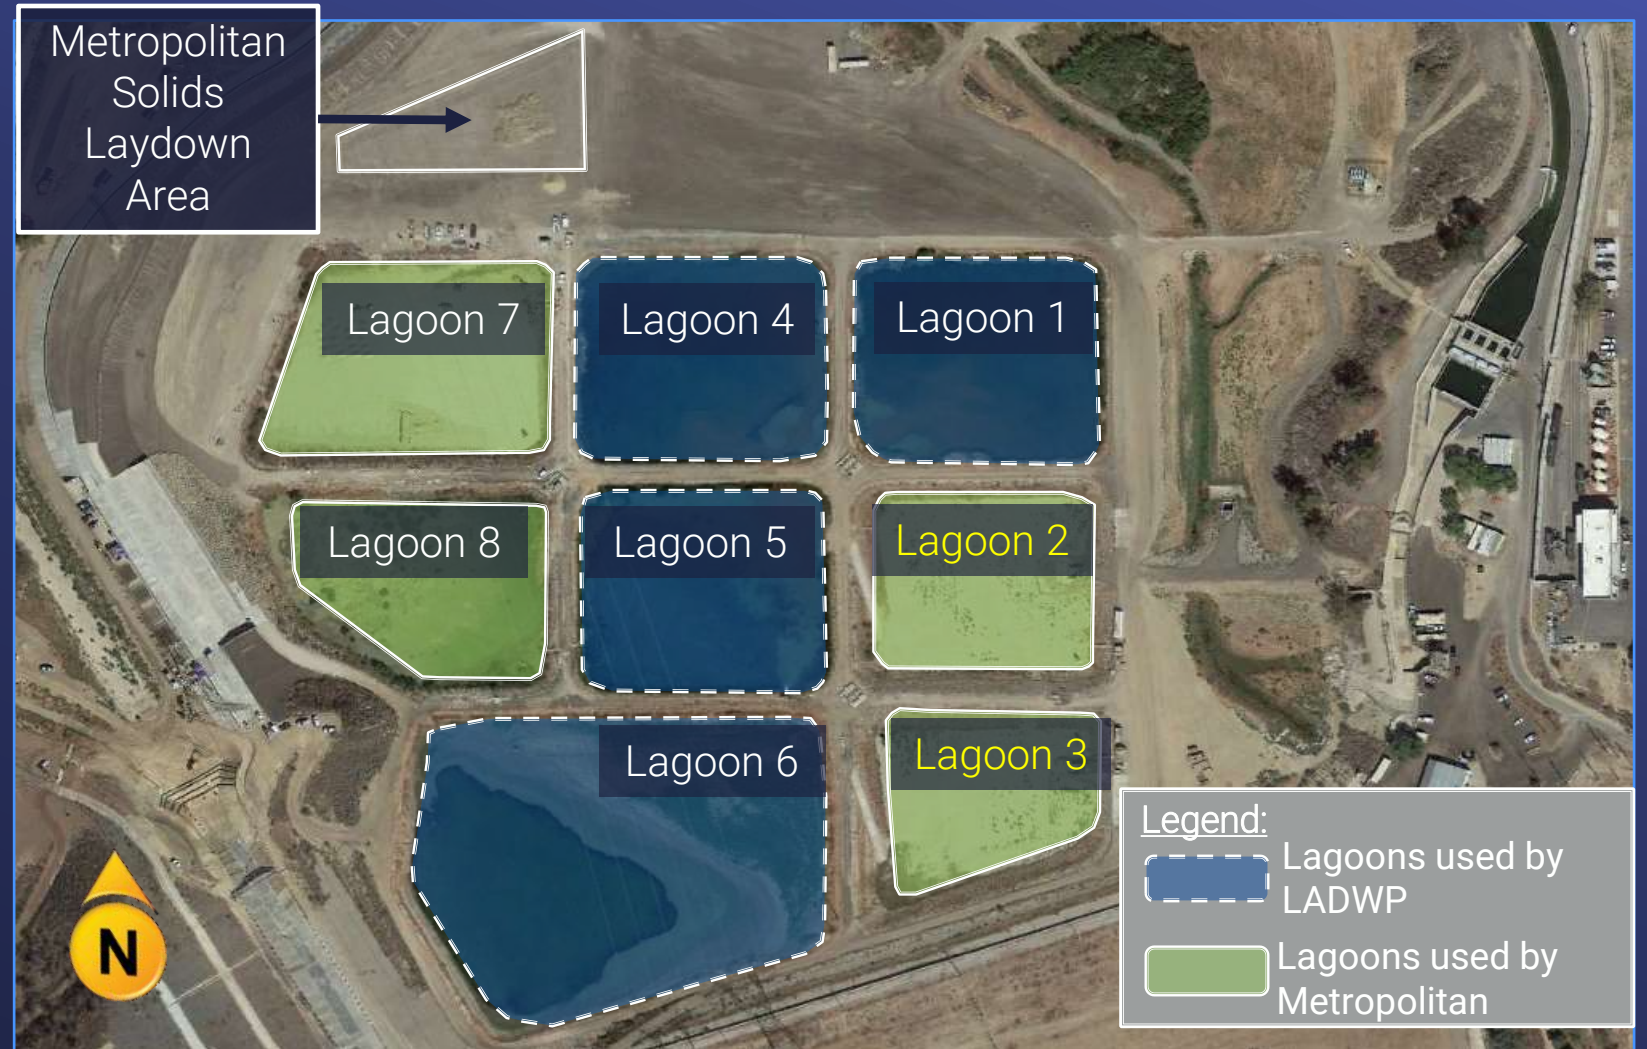 Metropolitan
Solids
Laydown
Area
Lagoon 7
Lagoon 4
Lagoon 1
Lagoon 8
Lagoon 5
Lagoon 2
Lagoon 6
Lagoon 3
Legend:
Lagoons used by
LADWP
Lagoons used by
Metropolitan
N